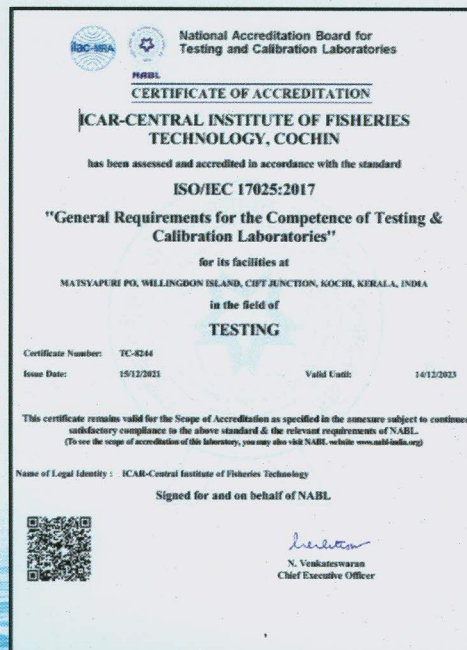 ilac-MRA
NABL
National Accreditation Board for
Testing and Calibration Laboratories
CERTIFICATE OF ACCREDITATION
ICAR-CENTRAL INSTITUTE OF FISHERIES
TECHNOLOGY, COCHIN
has been assessed and accredited in accordance with the standard
ISO/IEC 17025:2017
"General Requirements for the Competence of Testing &
Calibration Laboratories"
for its facilities at
MATSYAPURI PO, WILLINGDON ISLAND, CIFT JUNCTION, KOCHI, KERALA, INDIA
in the field of
TESTING
Certificate Number: TC-8244
Issue Date: 15/12/2021 Valid Until: 14/12/2023
This certificate remains valid for the Scope of Accreditation as specified in the annexure subject to continued
satisfactory compliance to the above standard & the relevant requirements of NABL.
(To see the scope of accreditation of this laboratory, you may also visit NABL website www.nabl-india.org)
Name of Legal Identity : ICAR-Central Institute of Fisheries Technology
Signed for and on behalf of NABL
N. Venkateswaran
Chief Executive Officer